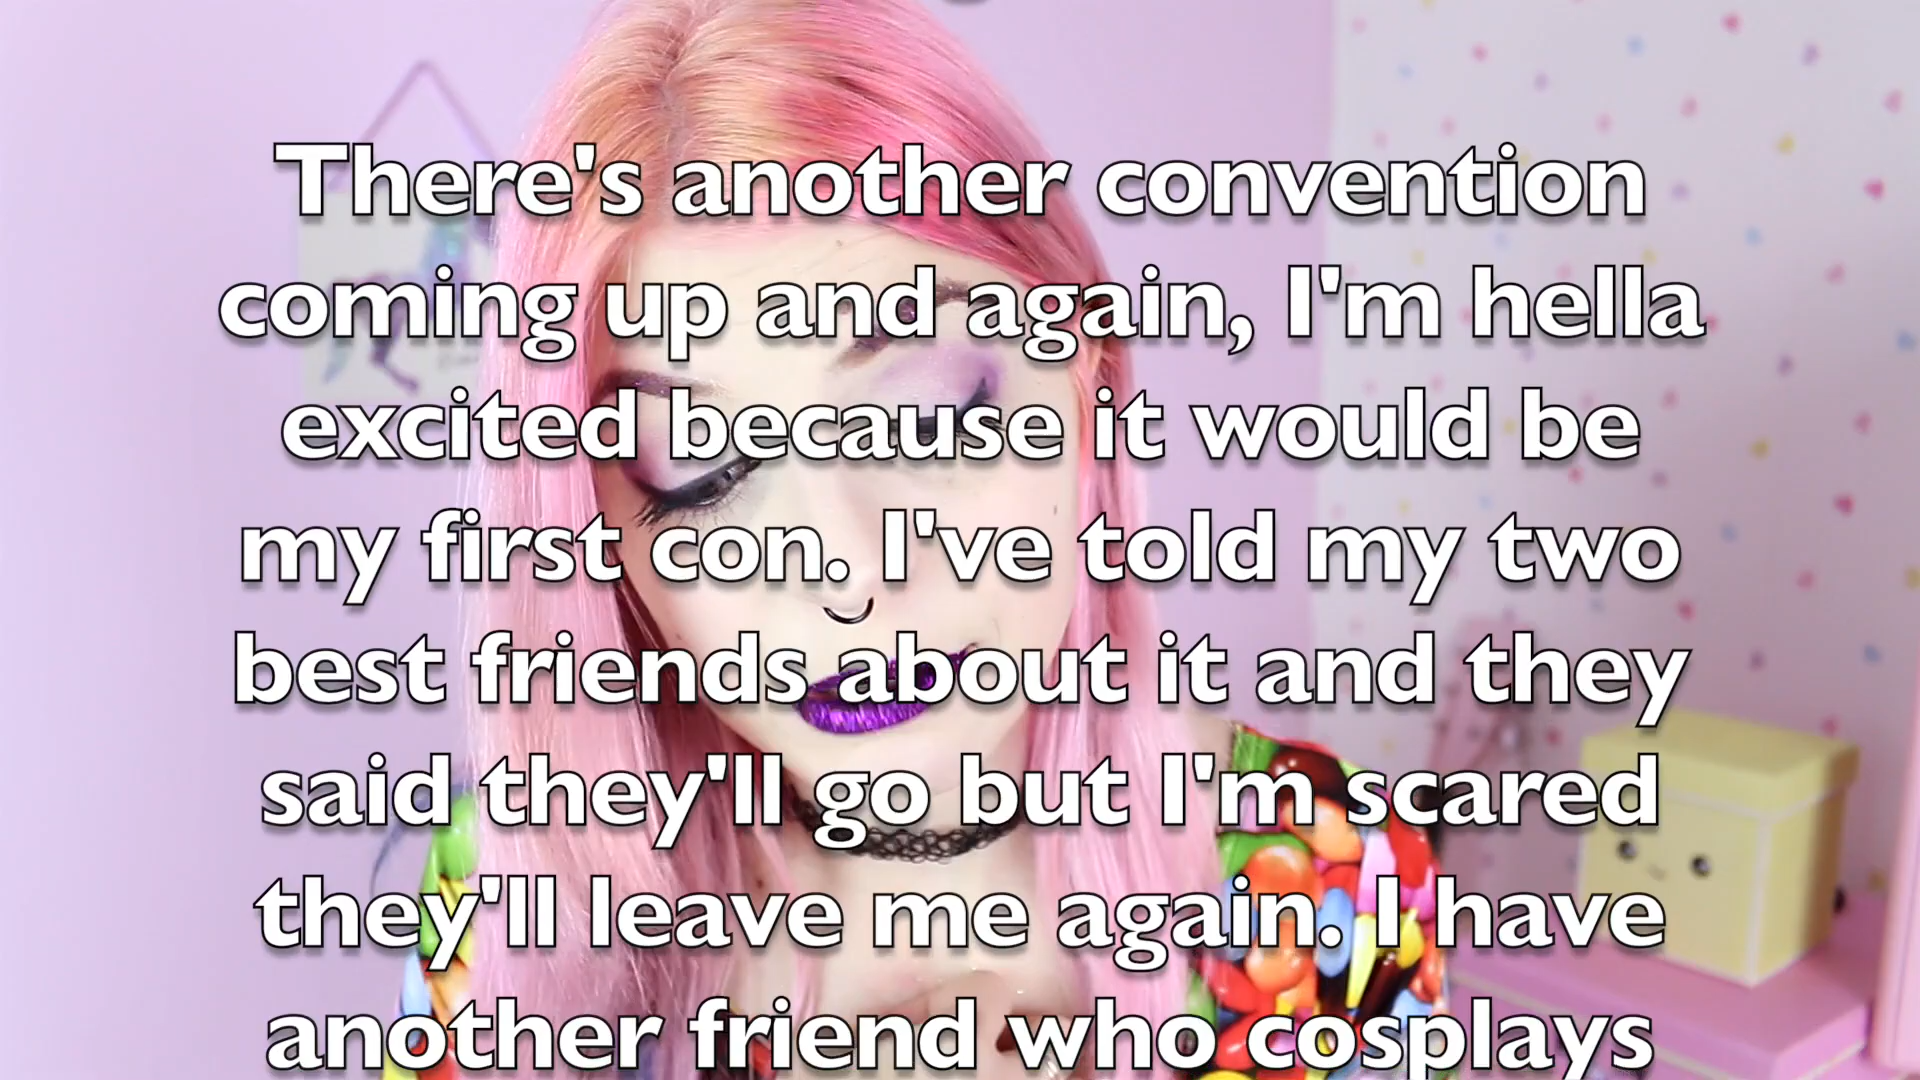 There's another convention
coming up and again, I'm hella
excited because it would be
my first con. I've told my two
best friends about it and they
said they'll go but I'm scared
they'll leave me again. I have
another friend who cosplays